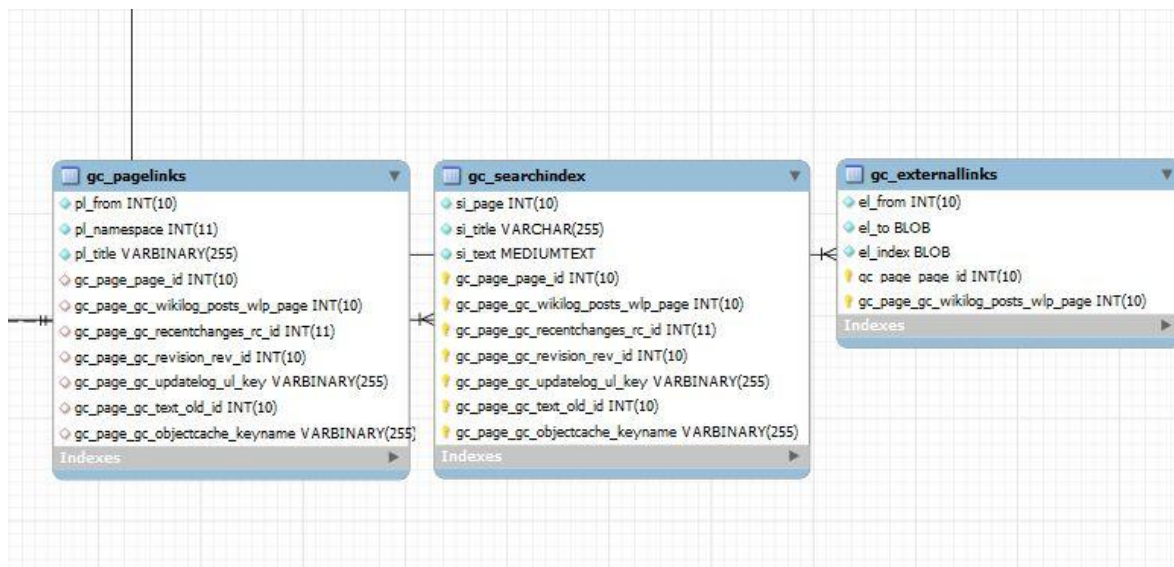 gc_pagelinks
pl_from INT(10)
pl_namespace INT(11)
pl_title VARBINARY(255)
gc_page_page_id INT(10)
gc_page_gc_wikilog_posts_wlp_page INT(10)
gc_page_gc_recentchanges_rc_id INT(11)
gc_page_gc_revision_rev_id INT(10)
gc_page_gc_updatelog_ul_key VARBINARY(255)
gc_page_gc_text_old_id INT(10)
gc_page_gc_objectcache_keyname VARBINARY(255)
Indexes
gc_searchindex
si_page INT(10)
si_title VARCHAR(255)
si_text MEDIUMTEXT
gc_page_page_id INT(10)
gc_page_gc_wikilog_posts_wlp_page INT(10)
gc_page_gc_recentchanges_rc_id INT(11)
gc_page_gc_revision_rev_id INT(10)
gc_page_gc_updatelog_ul_key VARBINARY(255)
gc_page_gc_text_old_id INT(10)
gc_page_gc_objectcache_keyname VARBINARY(255)
Indexes
gc_externallinks
el_from INT(10)
el_to BLOB
el_index BLOB
gc_page_page_id INT(10)
gc_page_gc_wikilog_posts_wlp_page INT(10)
Indexes